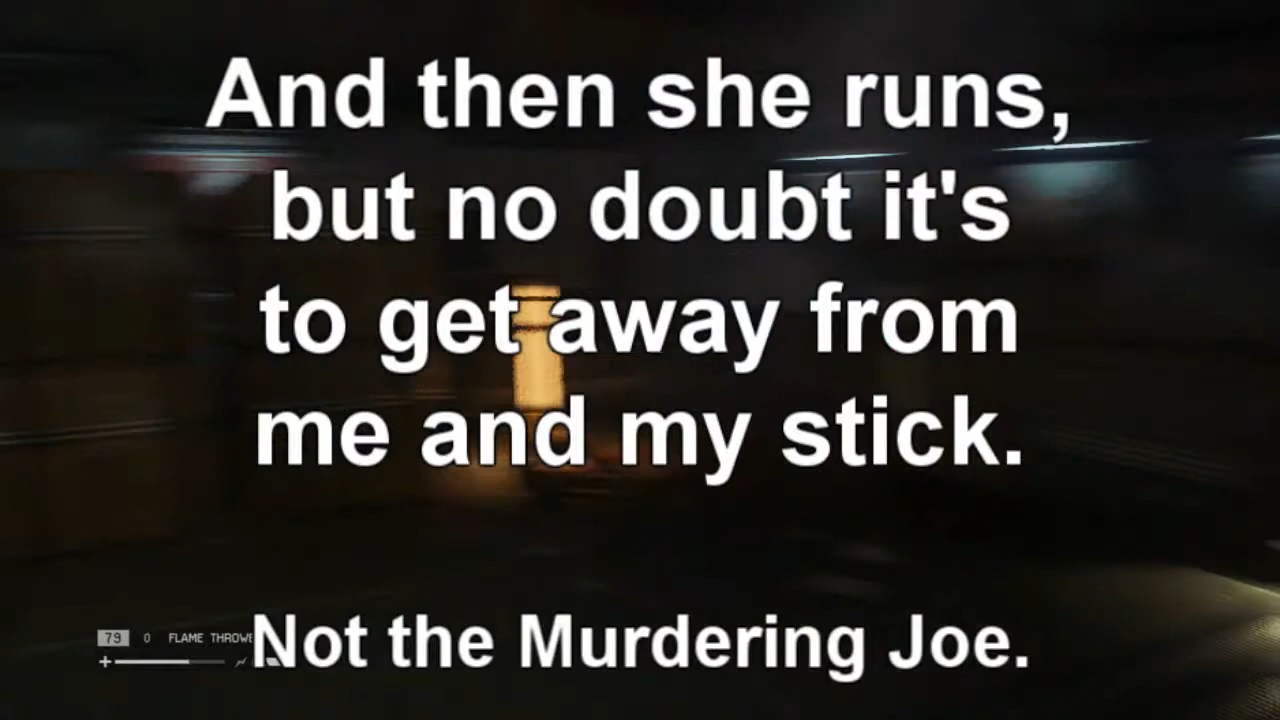 And then she runs,
but no doubt it's
to get away from
me and my stick.
Not the Murdering Joe.
79 0 FLAME THROWE